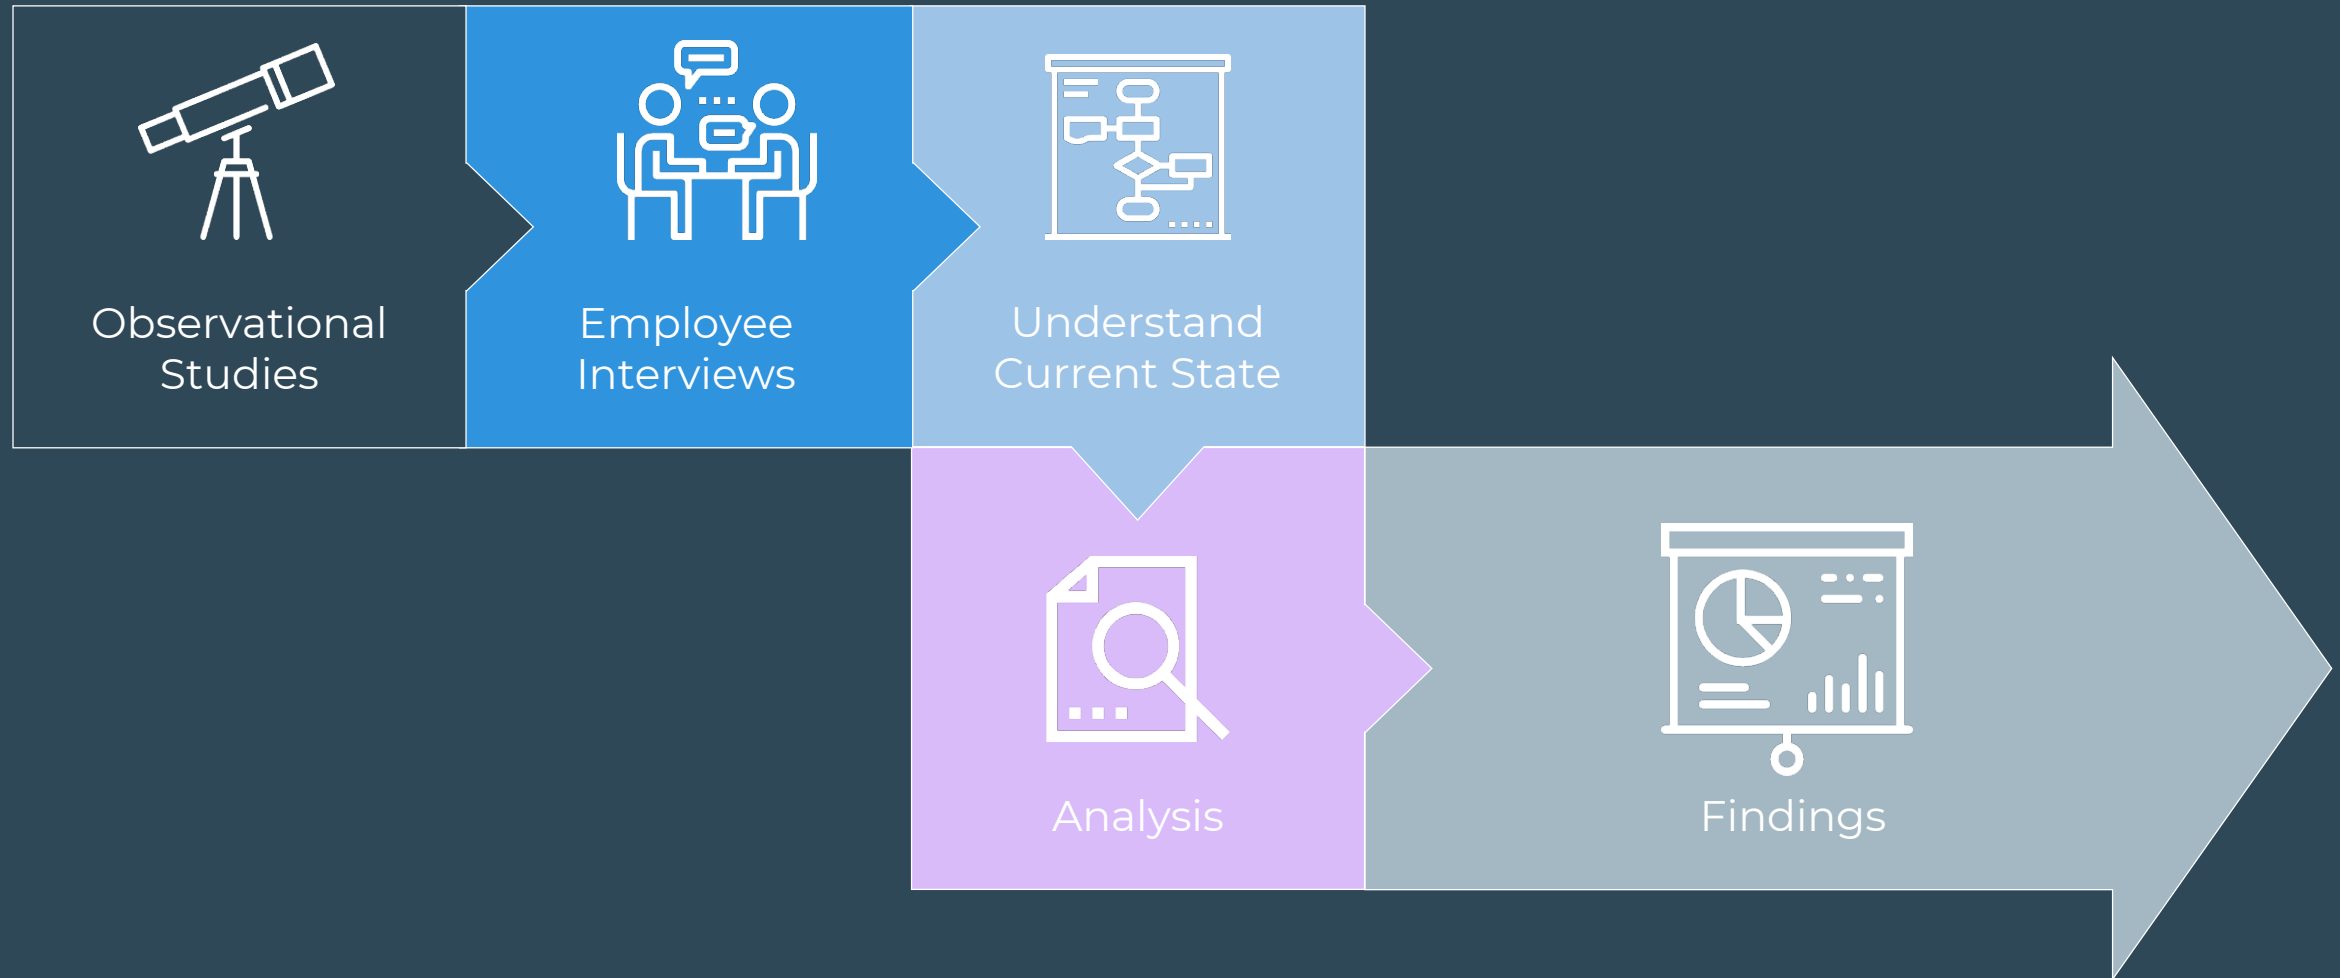 Observational
Studies
Employee
Interviews
Understand
Current State
Analysis
Findings